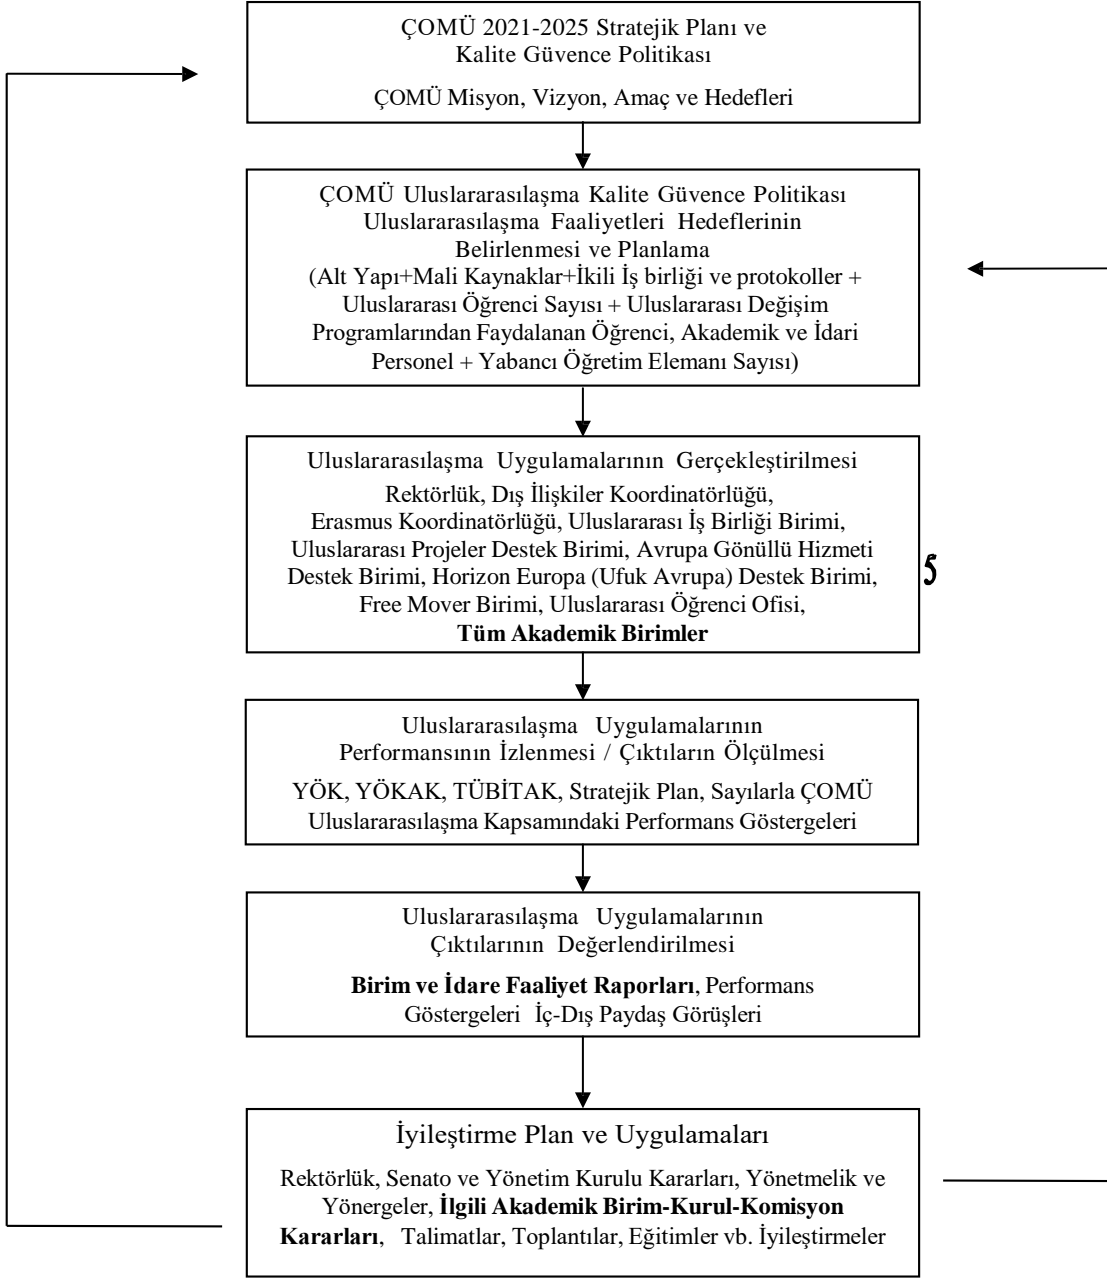 ÇOMÜ 2021-2025 Stratejik Planı ve
Kalite Güvence Politikası
ÇOMÜ Misyon, Vizyon, Amaç ve Hedefleri
ÇOMÜ Uluslararasılaşma Kalite Güvence Politikası
Uluslararasılaşma Faaliyetleri Hedeflerinin
Belirlenmesi ve Planlama
(Alt Yapı+Mali Kaynaklar+İkili İş birliği ve protokoller +
Uluslararası Öğrenci Sayısı + Uluslararası Değişim
Programlarından Faydalanan Öğrenci, Akademik ve İdari
Personel + Yabancı Öğretim Elemanı Sayısı)
Uluslararasılaşma Uygulamalarının Gerçekleştirilmesi
Rektörlük, Dış İlişkiler Koordinatörlüğü,
Erasmus Koordinatörlüğü, Uluslararası İş Birliği Birimi,
Uluslararası Projeler Destek Birimi, Avrupa Gönüllü Hizmeti
Destek Birimi, Horizon Europa (Ufuk Avrupa) Destek Birimi,
Free Mover Birimi, Uluslararası Öğrenci Ofisi,
Tüm Akademik Birimler
5
Uluslararasılaşma Uygulamalarının
Performansının İzlenmesi / Çıktıların Ölçülmesi
YÖK, YÖKAK, TÜBİTAK, Stratejik Plan, Sayılarla ÇOMÜ
Uluslararasılaşma Kapsamındaki Performans Göstergeleri
Uluslararasılaşma Uygulamalarının
Çıktılarının Değerlendirilmesi
Birim ve İdare Faaliyet Raporları, Performans
Göstergeleri İç-Dış Paydaş Görüşleri
İyileştirme Plan ve Uygulamaları
Rektörlük, Senato ve Yönetim Kurulu Kararları, Yönetmelik ve
Yönergeler, İlgili Akademik Birim-Kurul-Komisyon
Kararları, Talimatlar, Toplantılar, Eğitimler vb. İyileştirmeler